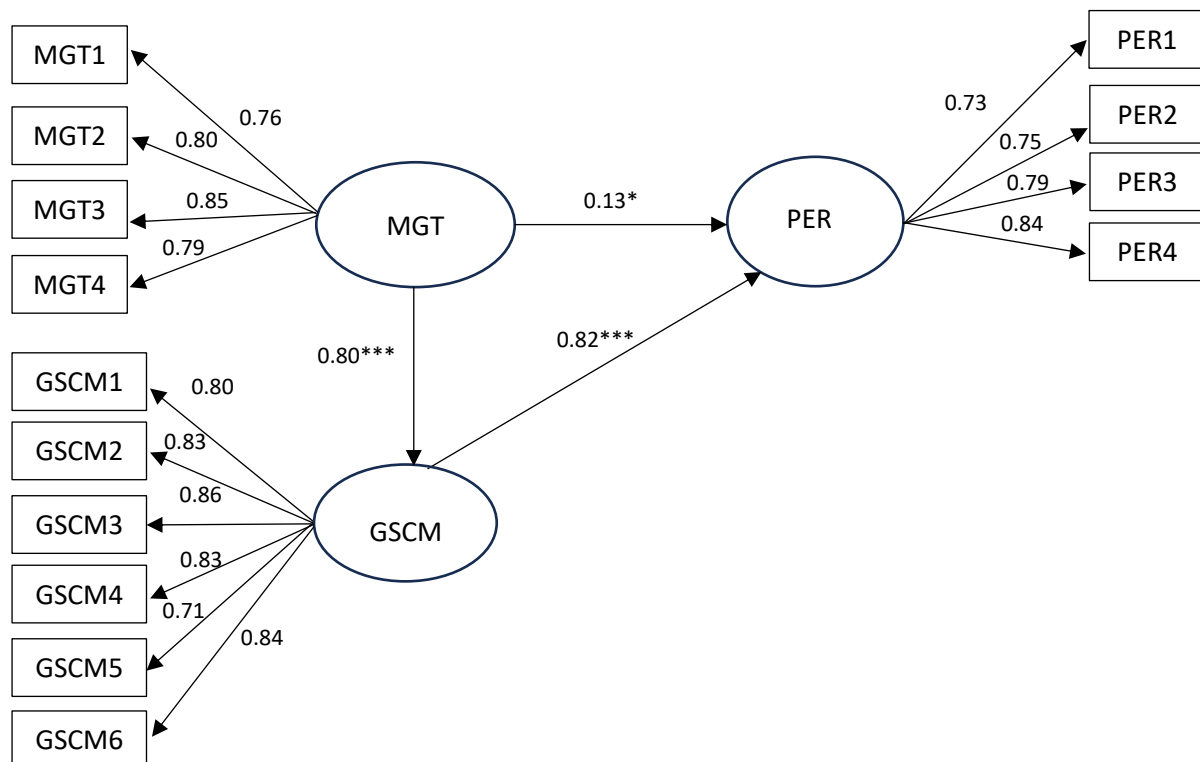 MGT1
MGT2
MGT3
MGT4
0.76
0.80
0.85
0.79
MGT
0.13*
PER
0.73
0.75
0.79
0.84
PER1
PER2
PER3
PER4
0.80***
0.82***
GSCM1
GSCM2
GSCM3
GSCM4
GSCM5
GSCM6
0.80
0.83
0.86
0.83
0.71
0.84
GSCM